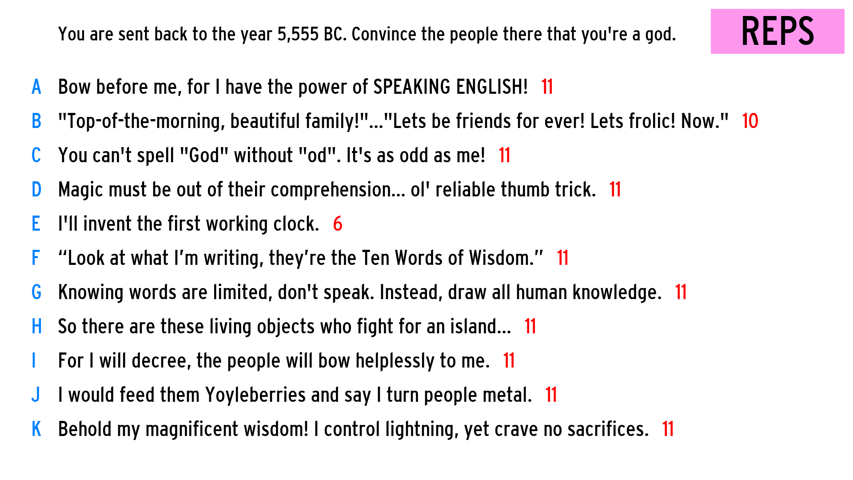 You are sent back to the year 5,555 BC. Convince the people there that you're a god.
REPS
A Bow before me, for I have the power of SPEAKING ENGLISH! 11
B "Top-of-the-morning, beautiful family!"..."Lets be friends for ever! Lets frolic! Now." 10
C You can't spell "God" without "od". It's as odd as me! 11
D Magic must be out of their comprehension... ol' reliable thumb trick. 11
E I'll invent the first working clock. 6
F “Look at what I’m writing, they’re the Ten Words of Wisdom.” 11
G Knowing words are limited, don't speak. Instead, draw all human knowledge. 11
H So there are these living objects who fight for an island... 11
I For I will decree, the people will bow helplessly to me. 11
J I would feed them Yoyleberries and say I turn people metal. 11
K Behold my magnificent wisdom! I control lightning, yet crave no sacrifices. 11